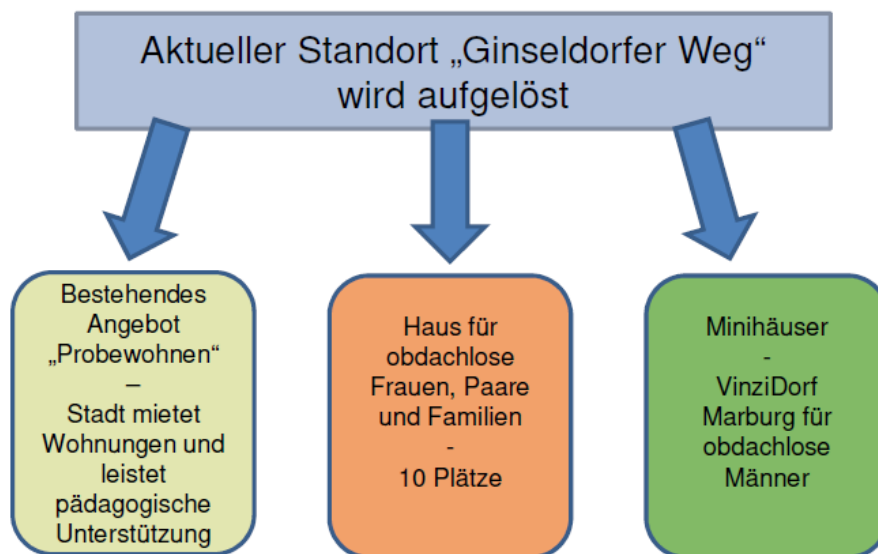 Aktueller Standort „Ginseldorfer Weg“
wird aufgelöst
Bestehendes
Angebot
„Probewohnen“
–
Stadt mietet
Wohnungen und
leistet
pädagogische
Unterstützung
Haus für
obdachlose
Frauen, Paare
und Familien
-
10 Plätze
Minihäuser
-
VinziDorf
Marburg für
obdachlose
Männer